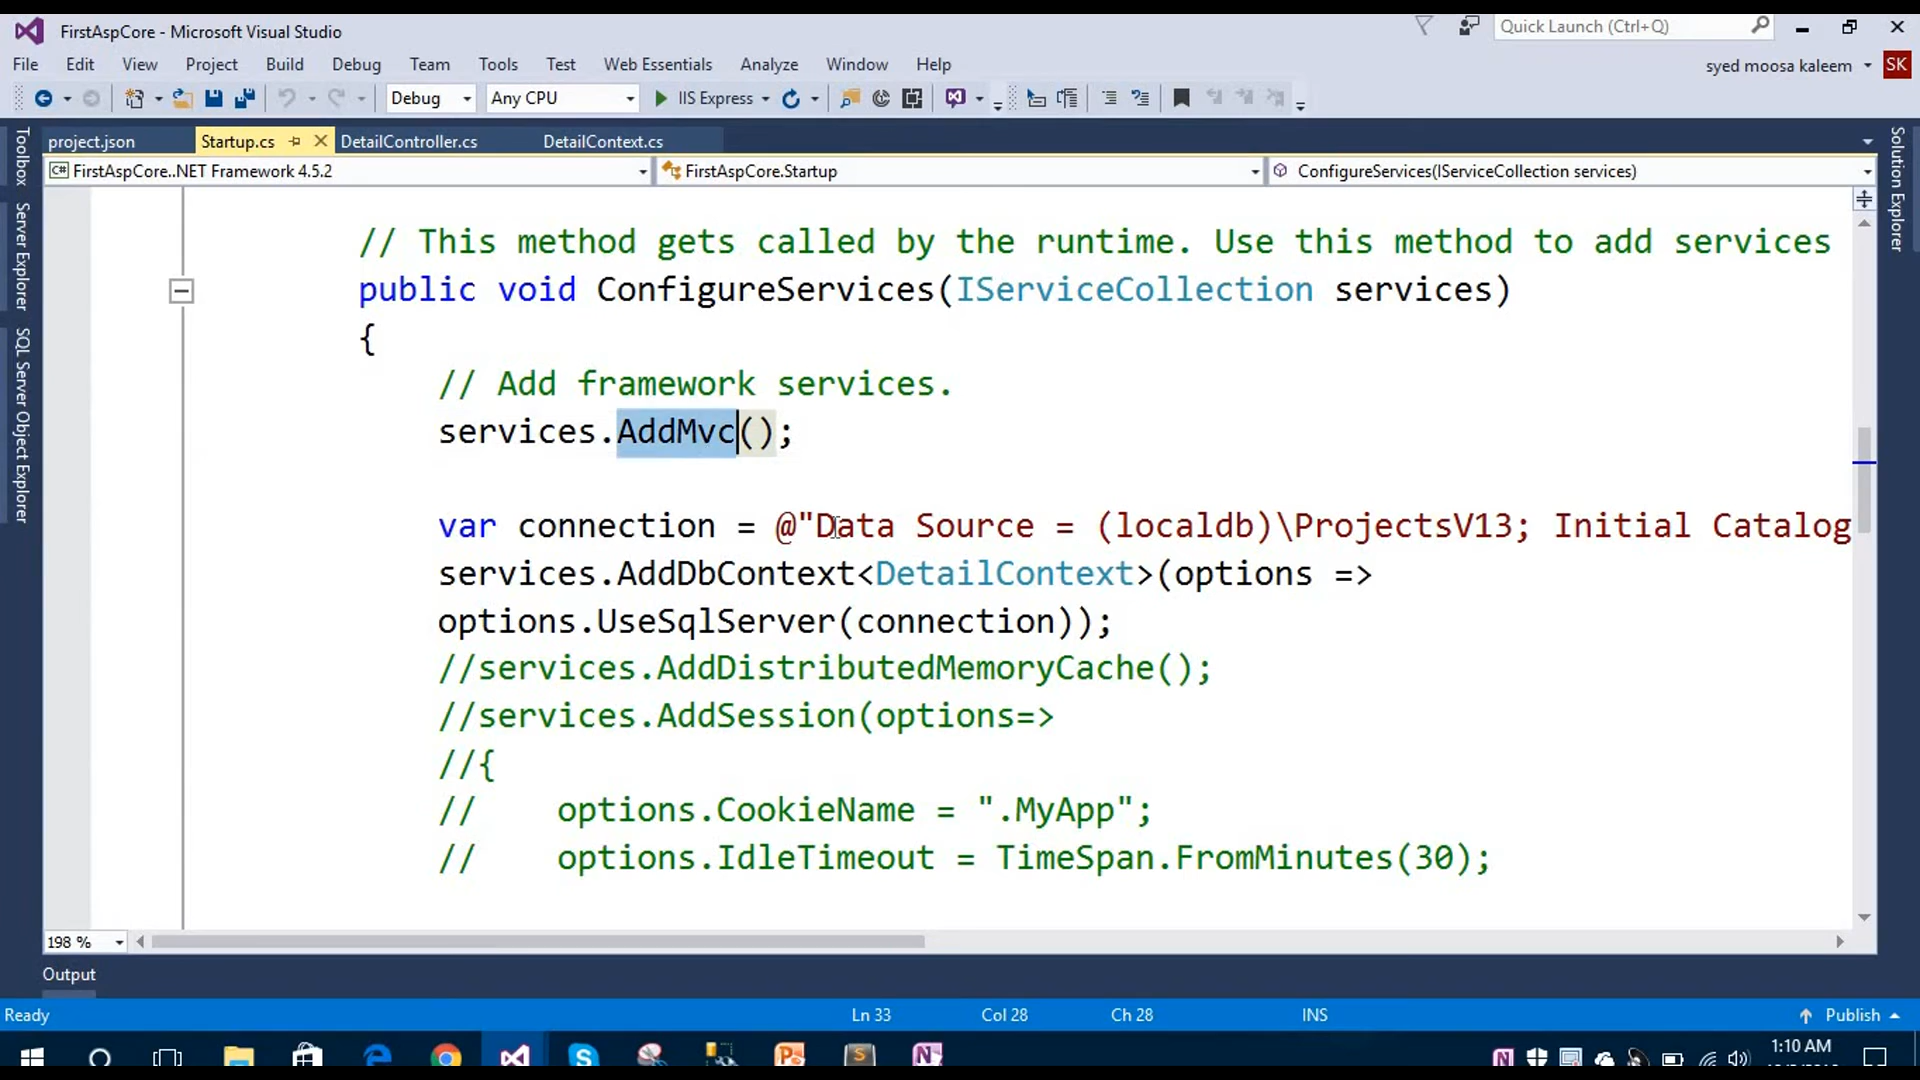 FirstAspCore - Microsoft Visual Studio
Quick Launch (Ctrl+Q)
File Edit View Project Build Debug Team Tools Test Web Essentials Analyze Window Help
syed moosa kaleem SK
Debug Any CPU IIS Express
project.json Startup.cs DetailController.cs DetailContext.cs
FirstAspCore..NET Framework 4.5.2 FirstAspCore.Startup ConfigureServices(IServiceCollection services)
Toolbox
Server Explorer
SQL Server Object Explorer
Solution Explorer
// This method gets called by the runtime. Use this method to add services
public void ConfigureServices(IServiceCollection services)
{
// Add framework services.
services.AddMvc();
var connection = @"Data Source = (localdb)\ProjectsV13; Initial Catalog
services.AddDbContext<DetailContext>(options =>
options.UseSqlServer(connection));
//services.AddDistributedMemoryCache();
//services.AddSession(options=>
//{
// options.CookieName = ".MyApp";
// options.IdleTimeout = TimeSpan.FromMinutes(30);
198 %
Output
Ready Ln 33 Col 28 Ch 28 INS Publish
1:10 AM